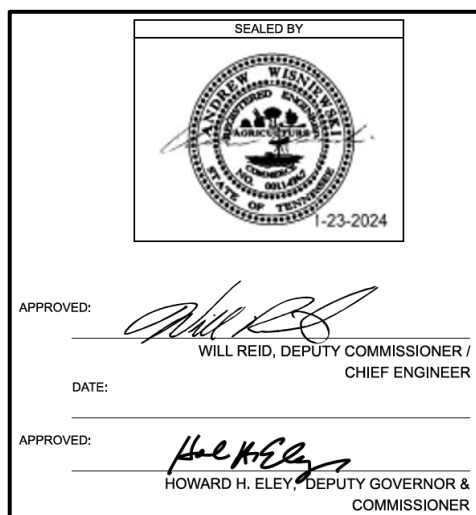 SEALED BY
ANDREW WISNIEWSKI
REGISTERED ENGINEER
AGRICULTURE
COMMERCE
STATE OF TENNESSEE
1-23-2024
APPROVED:
WILL REID, DEPUTY COMMISSIONER /
CHIEF ENGINEER
DATE:
APPROVED:
HOWARD H. ELEY, DEPUTY GOVERNOR &
COMMISSIONER